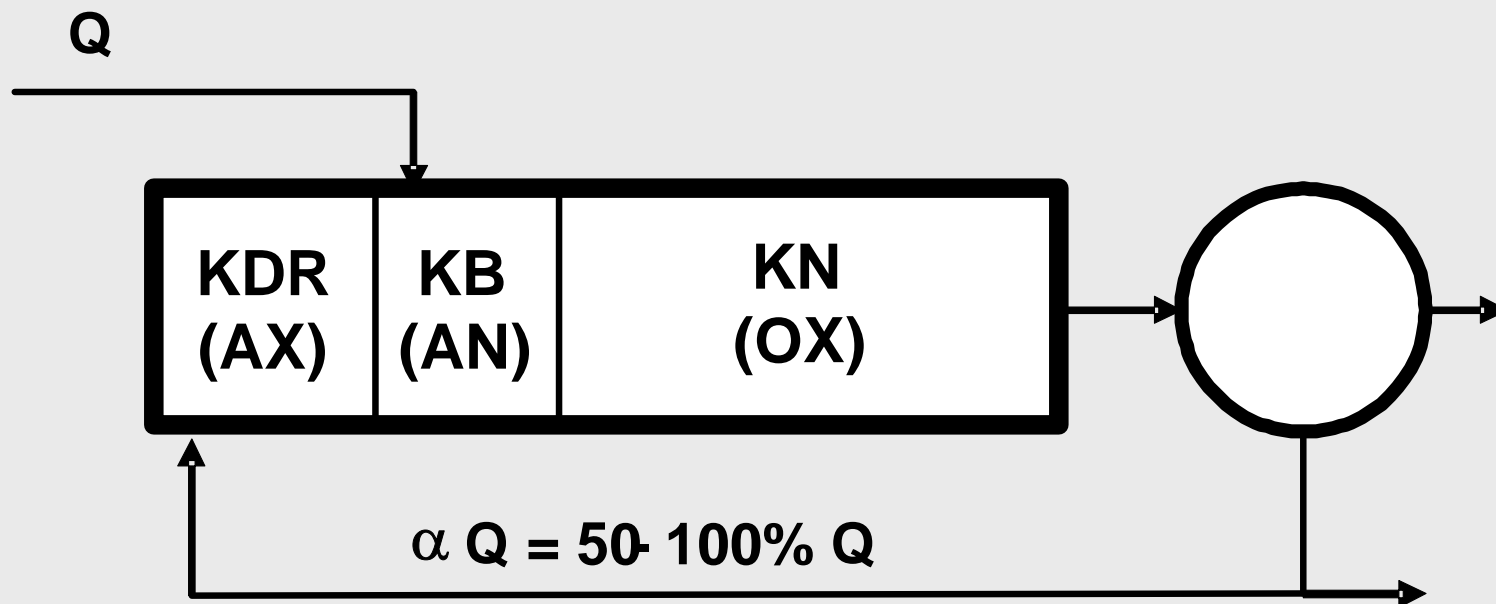 Q
KDR
(AX)
KB
(AN)
KN
(OX)
α Q = 50- 100% Q